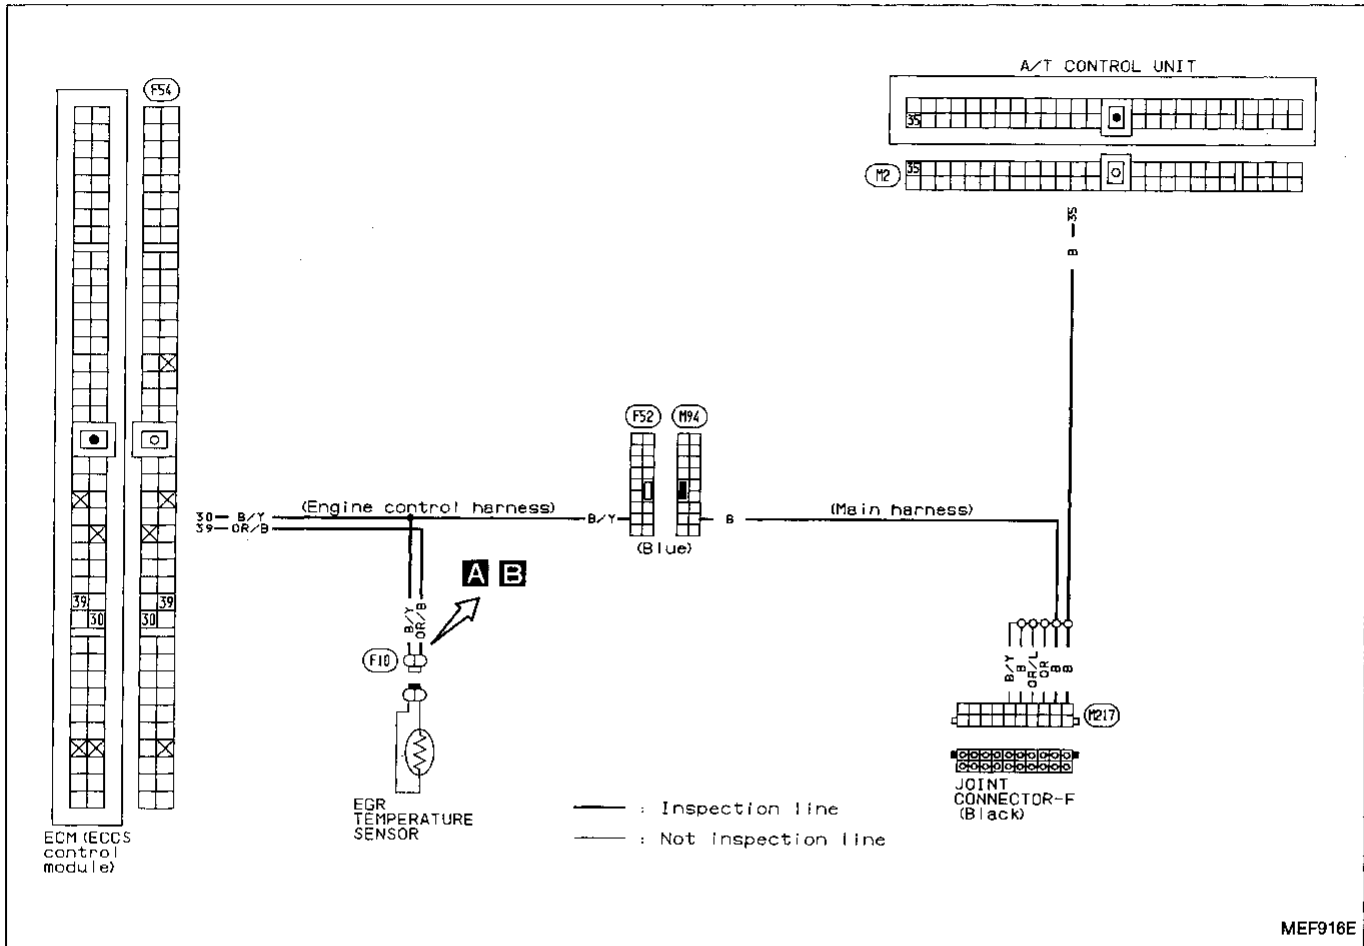 A/T CONTROL UNIT
F54
35
M2
35
B —35
F52
M94
30— B/Y
39— OR/B
(Engine control harness)
B/Y
(Blue)
B
(Main harness)
A B
B/Y
OR/B
F10
39
30
39
30
B/Y
B
OR/L
OR
B
B
M217
JOINT
CONNECTOR-F
(Black)
EGR
TEMPERATURE
SENSOR
: Inspection line
: Not inspection line
ECM (ECCS
control
module)
MEF916E